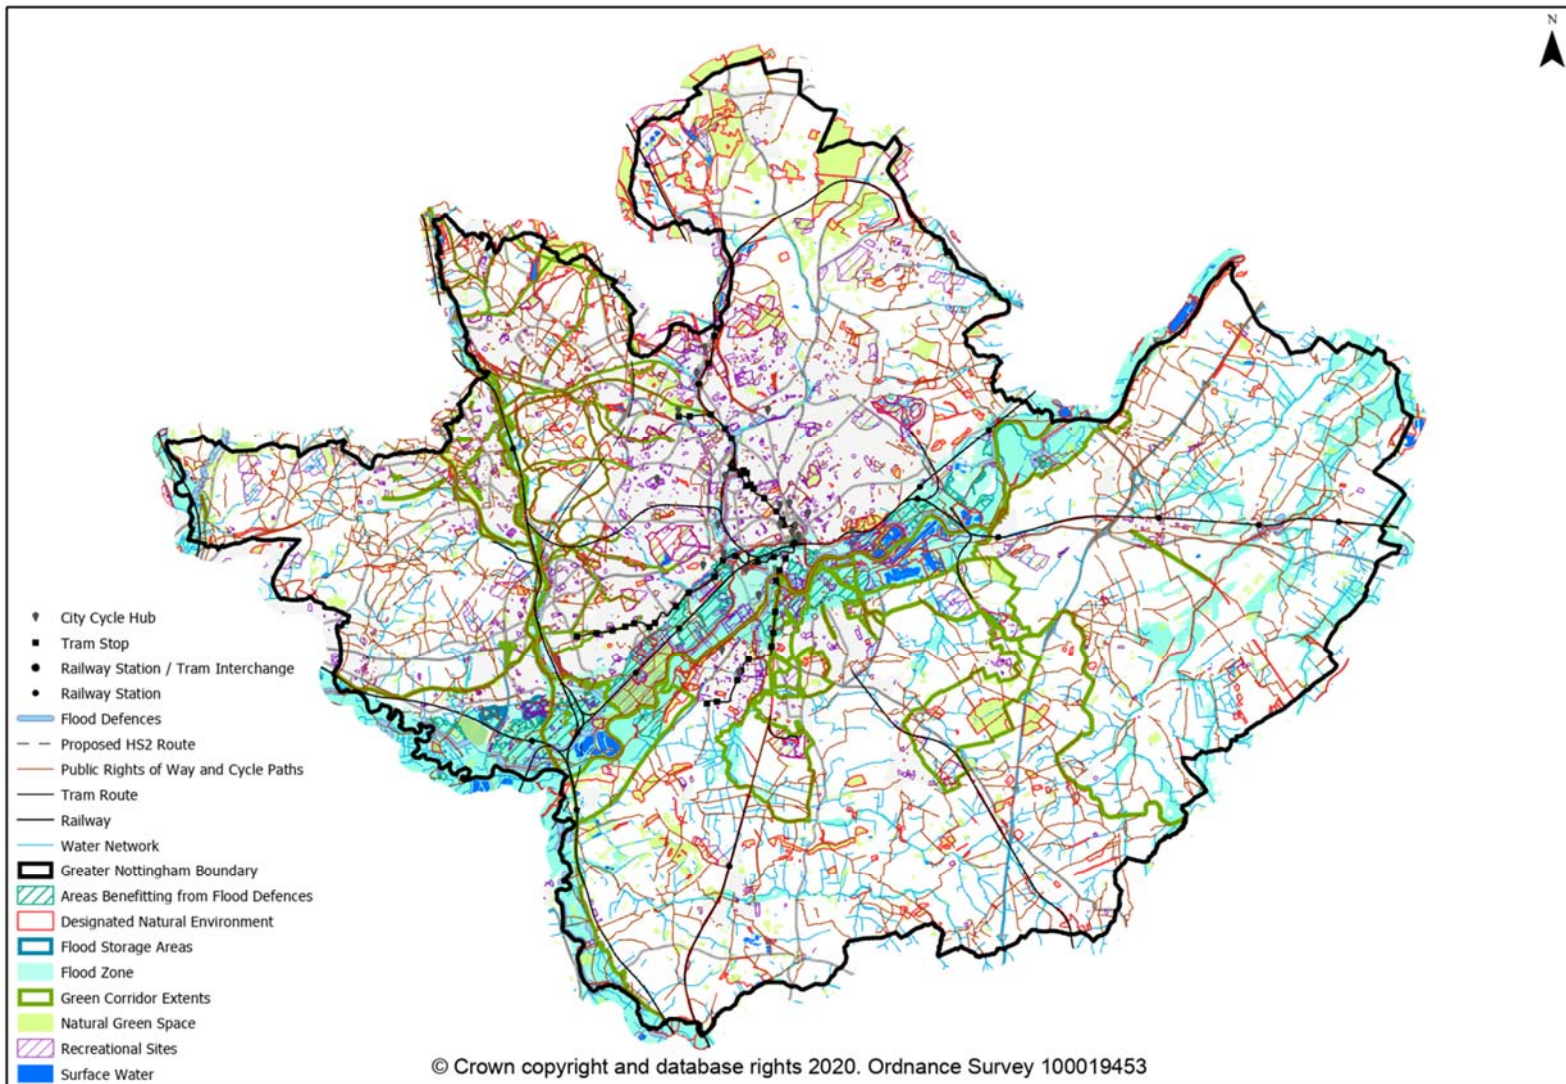 N
City Cycle Hub
Tram Stop
Railway Station / Tram Interchange
Railway Station
Flood Defences
Proposed HS2 Route
Public Rights of Way and Cycle Paths
Tram Route
Railway
Water Network
Greater Nottingham Boundary
Areas Benefitting from Flood Defences
Designated Natural Environment
Flood Storage Areas
Flood Zone
Green Corridor Extents
Natural Green Space
Recreational Sites
Surface Water
© Crown copyright and database rights 2020. Ordnance Survey 100019453